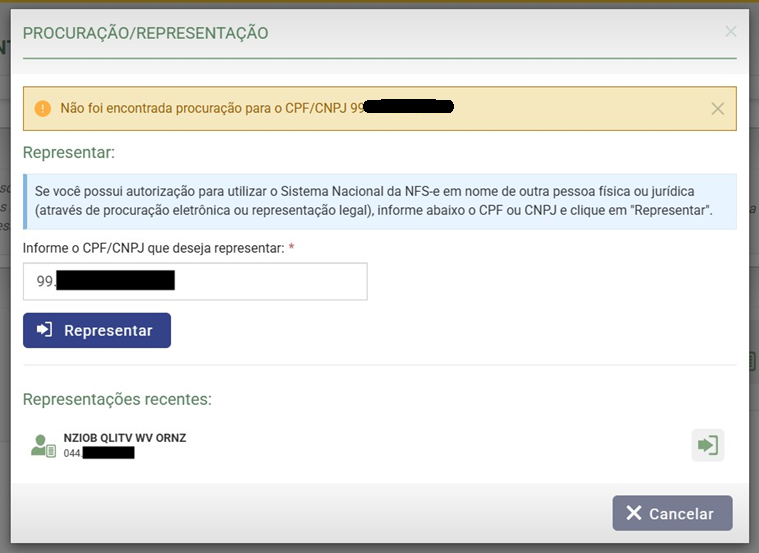 PROCURAÇÃO/REPRESENTAÇÃO
Não foi encontrada procuração para o CPF/CNPJ 99
Representar:
Se você possui autorização para utilizar o Sistema Nacional da NFS-e em nome de outra pessoa física ou jurídica
(através de procuração eletrônica ou representação legal), informe abaixo o CPF ou CNPJ e clique em "Representar".
Informe o CPF/CNPJ que deseja representar: *
99.
Representar
Representações recentes:
NZIOB QLITV WV ORNZ
044.
Cancelar